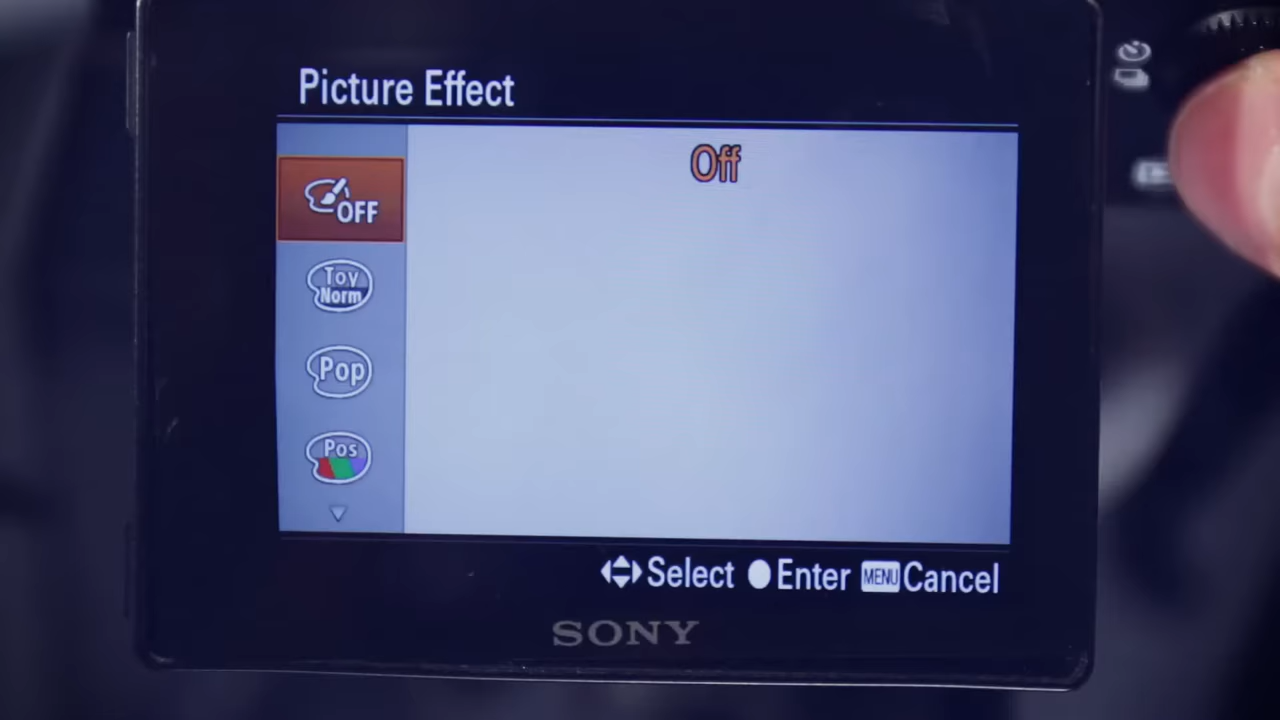 Picture Effect
Off
OFF
Toy
Norm
Pop
Pos
Select Enter MENU Cancel
SONY